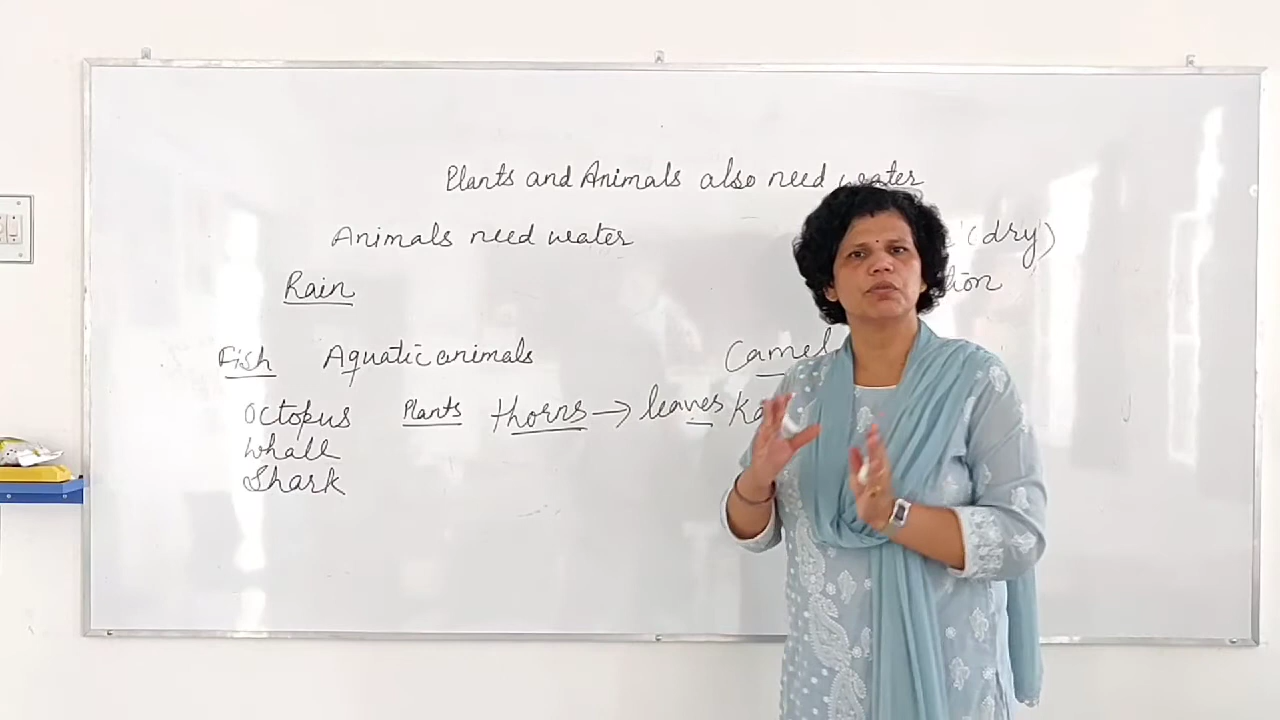 Plants and Animals also need water
Animals need water (dry)
Rain
Fish Aquatic animals Camel
Octopus Plants thorns → leaves
Whale
Shark